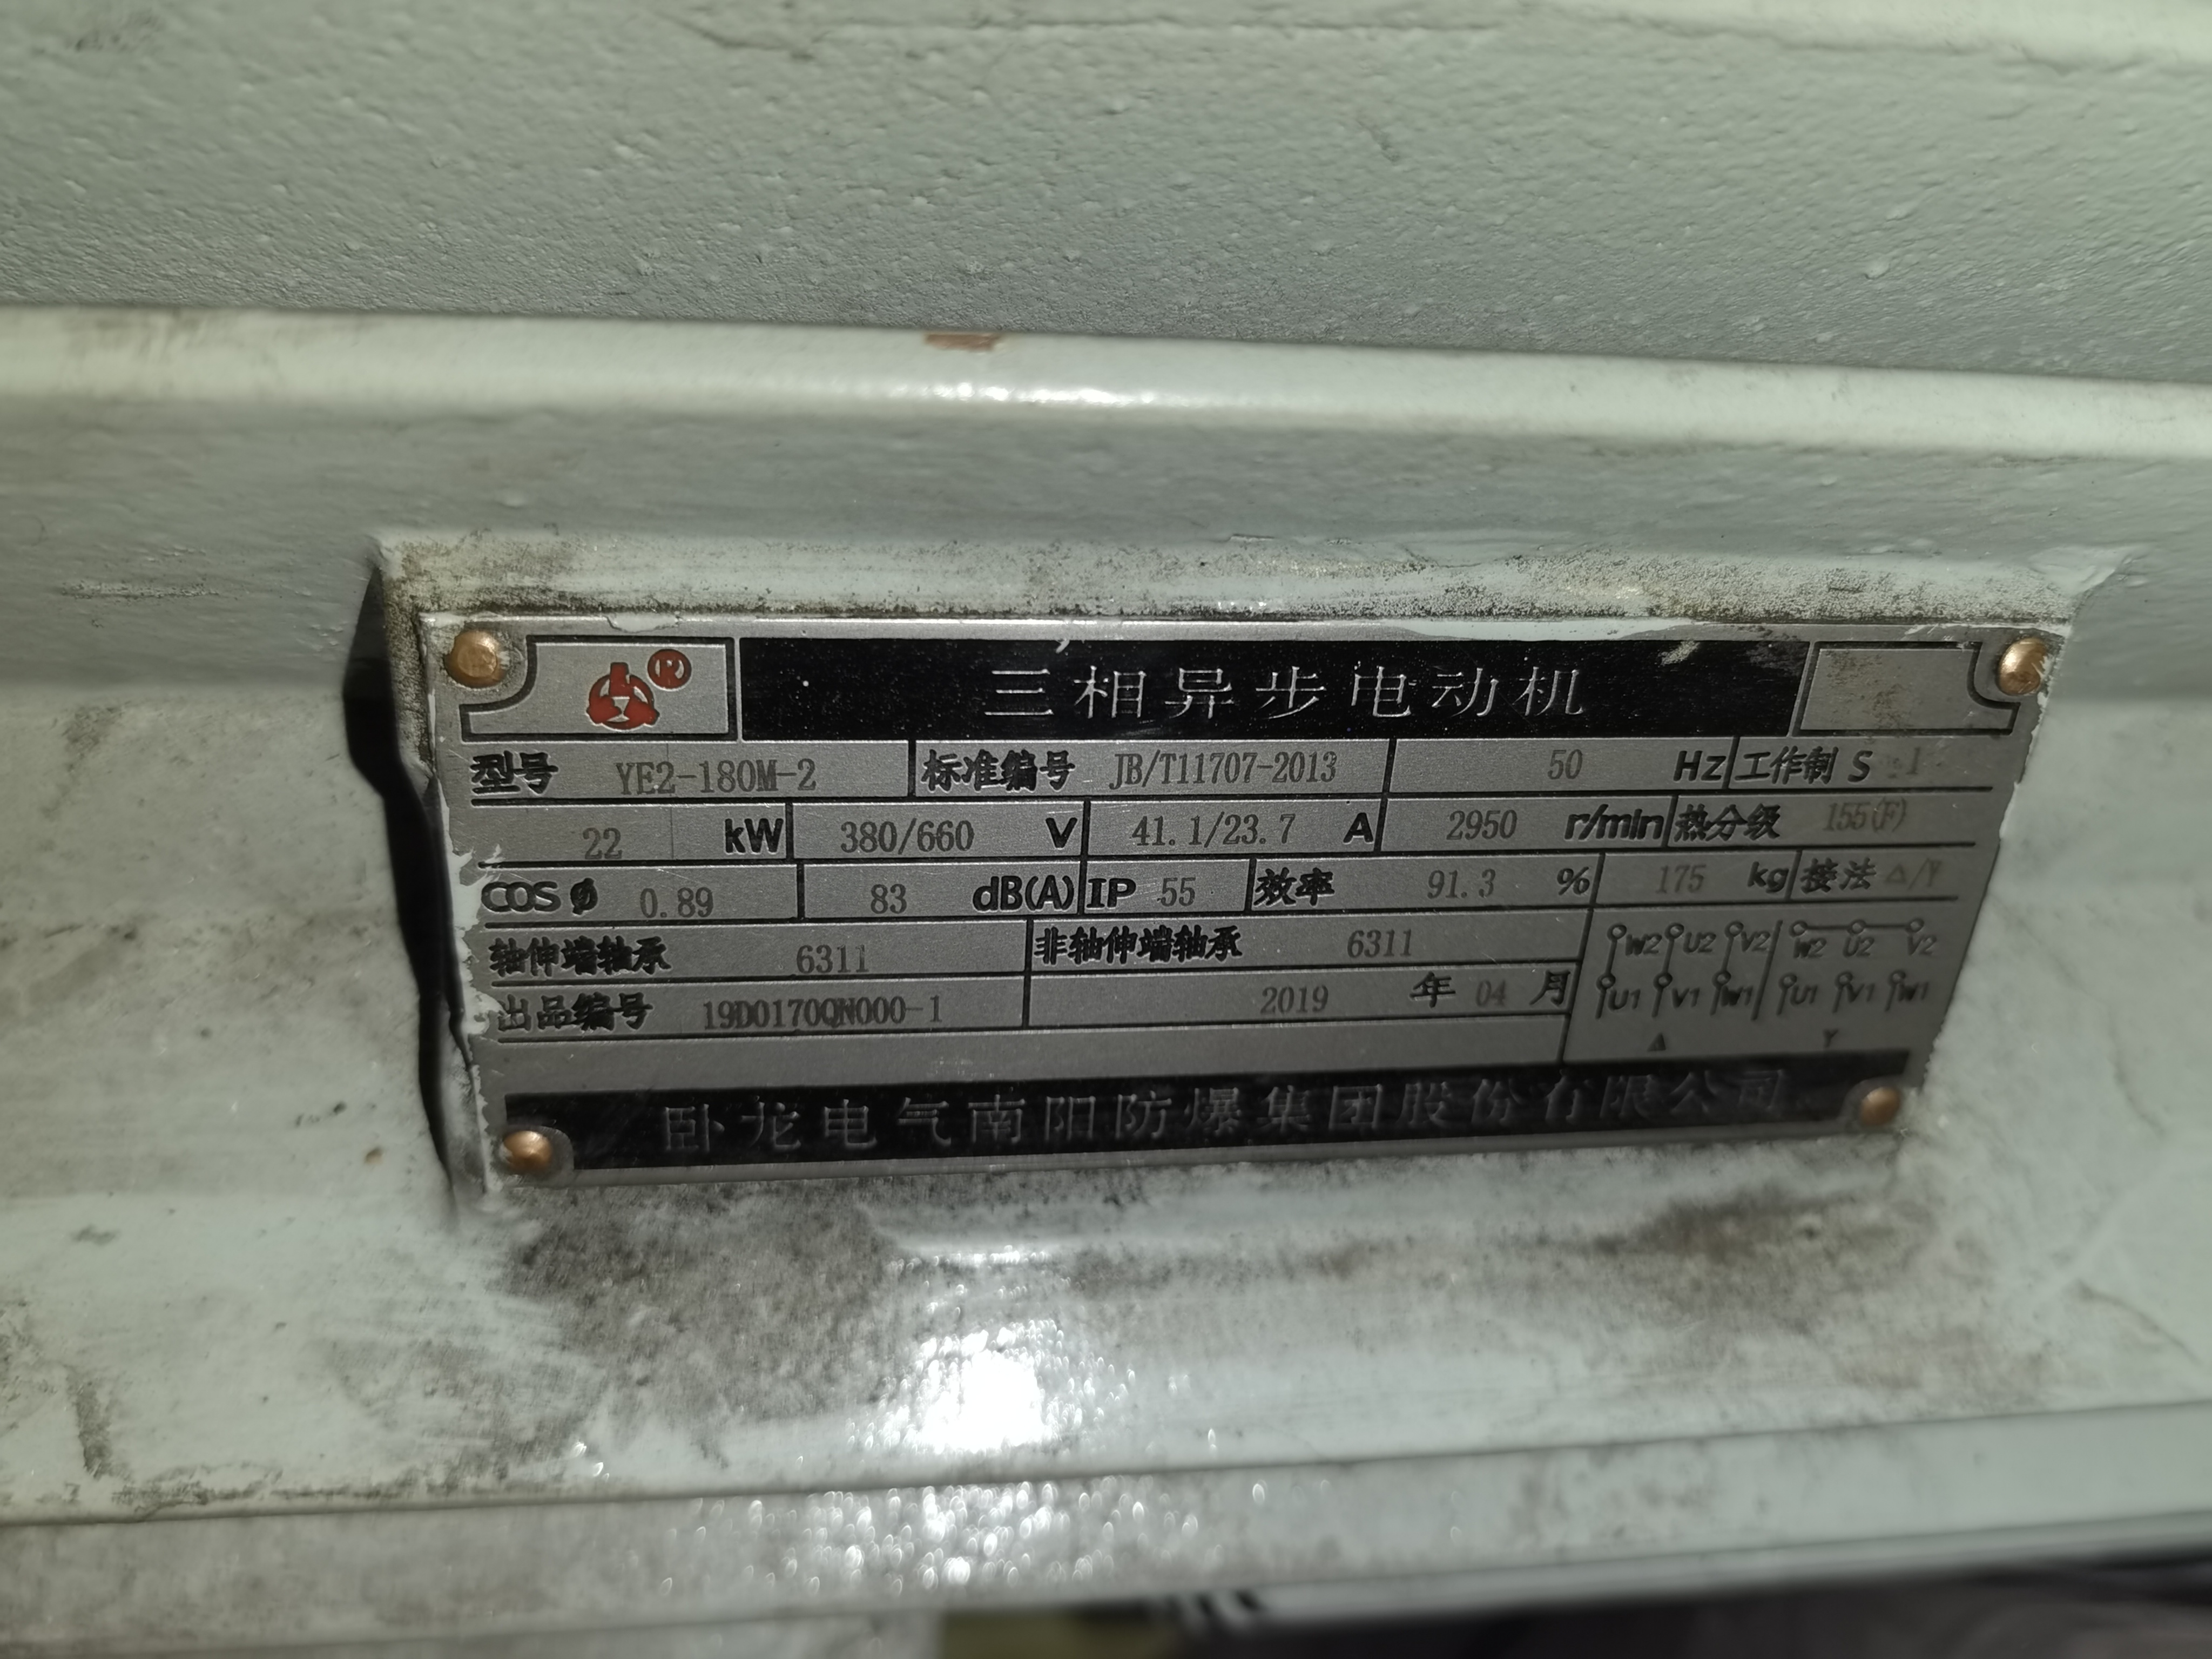 ®
三相异步电动机
型号 YE2-180M-2 标准编号 JB/T11707-2013 50 Hz 工作制 S 1
22 kW 380/660 V 41.1/23.7 A 2950 r/min 热分级 155(F)
COS ϕ 0.89 83 dB(A) IP 55 效率 91.3 % 175 kg 接法 △/Y
轴伸端轴承 6311 非轴伸端轴承 6311
W2 U2 V2 W2 U2 V2
出品编号 19D0170QN000-1 2019 年 04 月
U1 V1 W1 U1 V1 W1
△ Y
卧龙电气南阳防爆集团股份有限公司